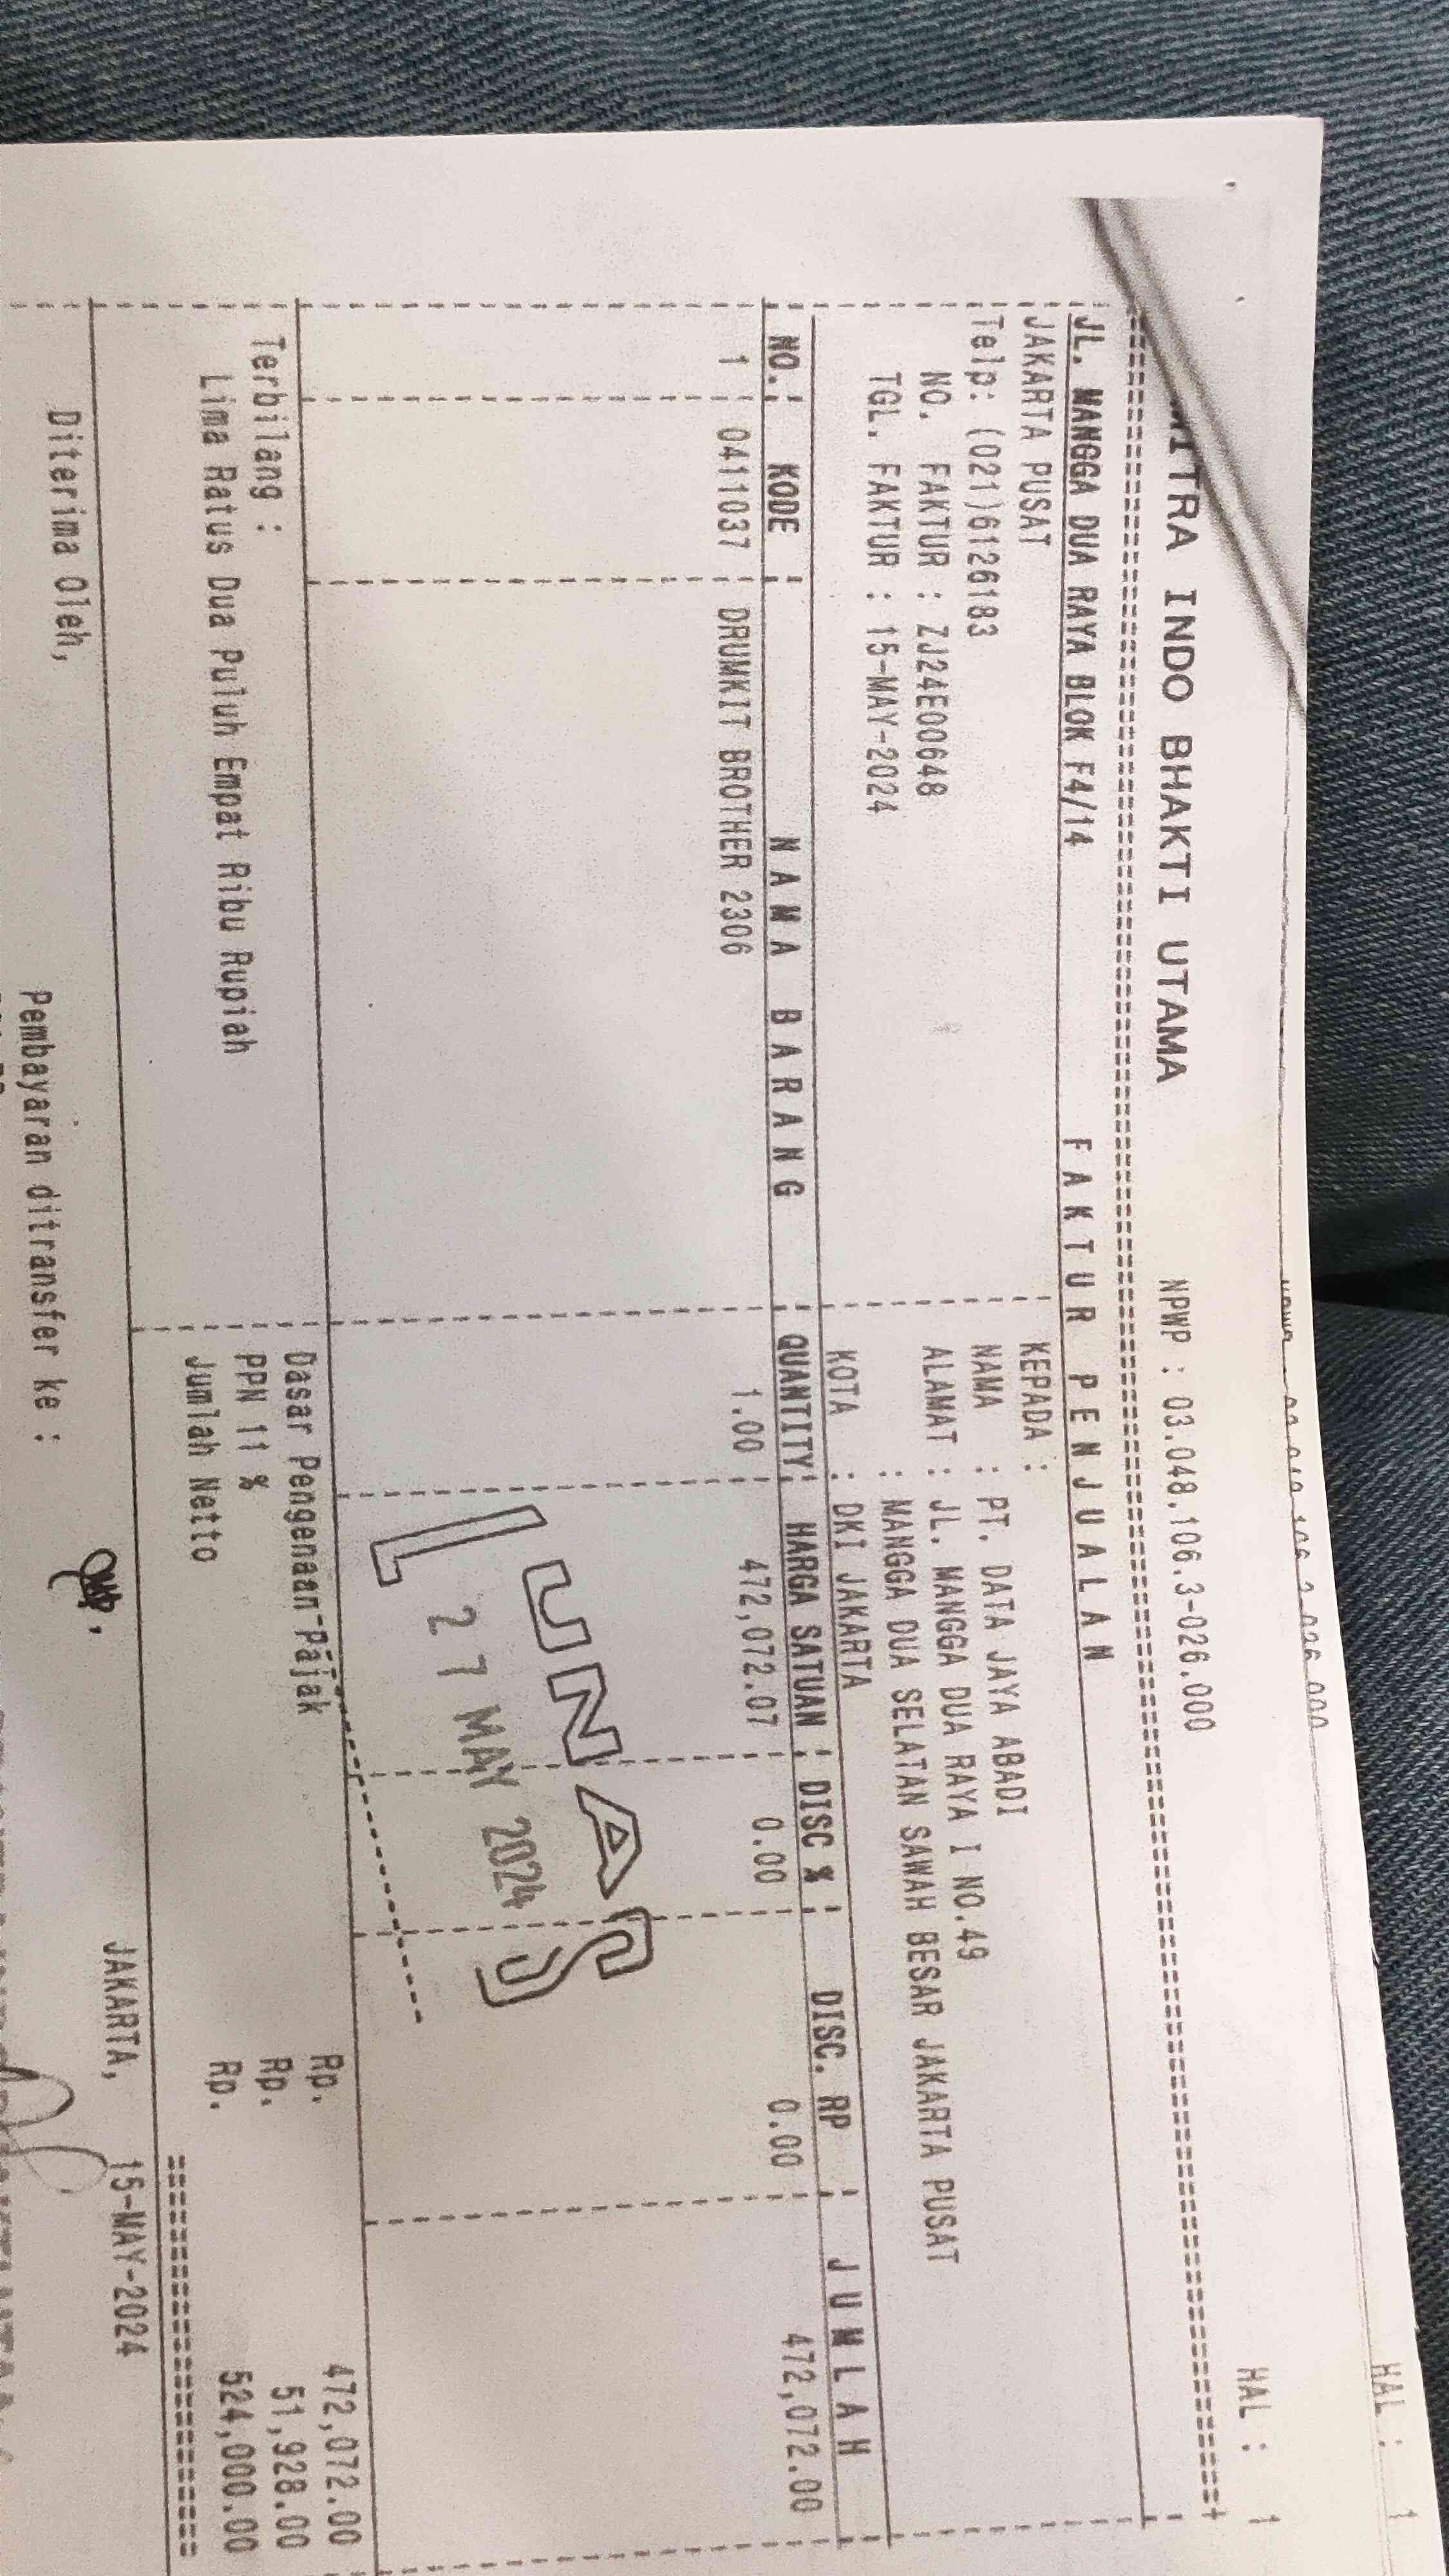 INDO BHAKTI UTAMA NPWP : 03.048.106.3-026.000 HAL : 1
JL. MANGGA DUA RAYA BLOK F4/14 F A K T U R P E N J U A L A N
JAKARTA PUSAT KEPADA :
Telp: (021)6126183 NAMA : PT. DATA JAYA ABADI
NO. FAKTUR : ZJ24E00648 ALAMAT : JL. MANGGA DUA RAYA I NO.49
TGL. FAKTUR : 15-MAY-2024 : MANGGA DUA SELATAN SAWAH BESAR JAKARTA PUSAT
KOTA : DKI JAKARTA
NO. KODE N A M A B A R A N G QUANTITY HARGA SATUAN DISC % DISC. RP J U M L A H
1 0411037 DRUMKIT BROTHER 2306 1.00 472,072.07 0.00 0.00 472,072.00
LUNAS
27 MAY 2024
Terbilang : Dasar Pengenaan Pajak Rp. 472,072.00
Lima Ratus Dua Puluh Empat Ribu Rupiah PPN 11 % Rp. 51,928.00
Jumlah Netto Rp. 524,000.00
JAKARTA, 15-MAY-2024
Diterima Oleh,
Pembayaran ditransfer ke :